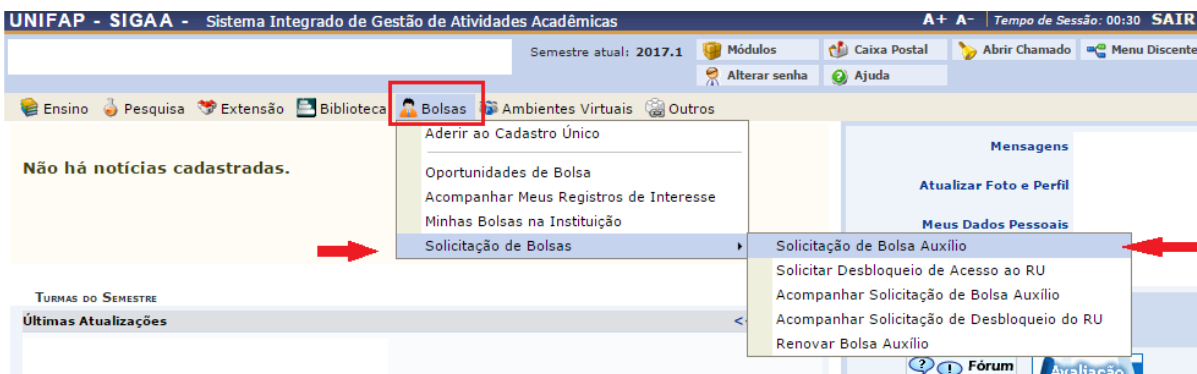 UNIFAP - SIGAA - Sistema Integrado de Gestão de Atividades Acadêmicas A+ A- Tempo de Sessão: 00:30 SAIR
Semestre atual: 2017.1 Módulos Caixa Postal Abrir Chamado Menu Discente
Alterar senha Ajuda
Ensino Pesquisa Extensão Biblioteca Bolsas Ambientes Virtuais Outros
Aderir ao Cadastro Único
Não há notícias cadastradas.
Oportunidades de Bolsa
Acompanhar Meus Registros de Interesse
Minhas Bolsas na Instituição
Solicitação de Bolsas
Mensagens
Atualizar Foto e Perfil
Meus Dados Pessoais
Solicitação de Bolsa Auxílio
Solicitar Desbloqueio de Acesso ao RU
Acompanhar Solicitação de Bolsa Auxílio
Acompanhar Solicitação de Desbloqueio do RU
Renovar Bolsa Auxílio
Turmas do Semestre
Últimas Atualizações <
Fórum
Avaliação